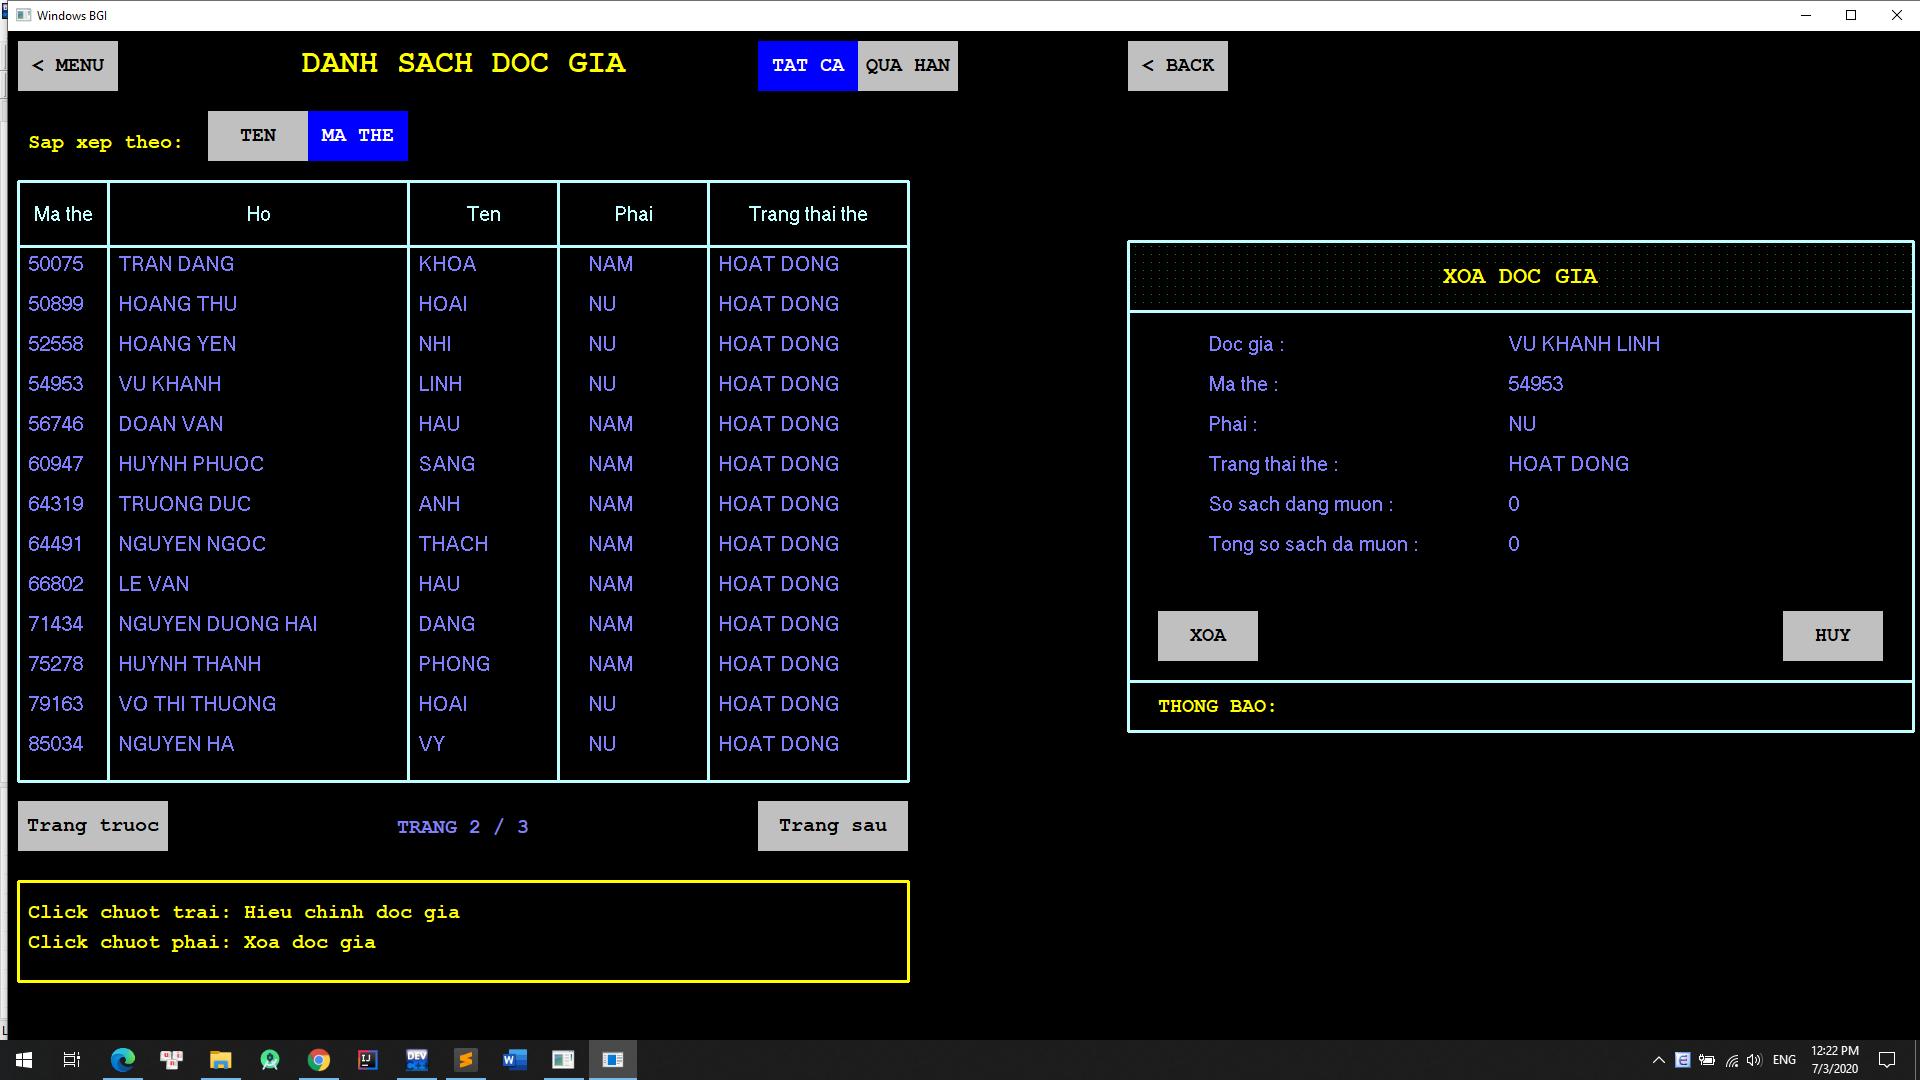 Windows BGI
< MENU
DANH SACH DOC GIA
TAT CA
QUA HAN
< BACK
Sap xep theo:
TEN
MA THE
Ma the Ho Ten Phai Trang thai the
50075 TRAN DANG KHOA NAM HOAT DONG
50899 HOANG THU HOAI NU HOAT DONG
52558 HOANG YEN NHI NU HOAT DONG
54953 VU KHANH LINH NU HOAT DONG
56746 DOAN VAN HAU NAM HOAT DONG
60947 HUYNH PHUOC SANG NAM HOAT DONG
64319 TRUONG DUC ANH NAM HOAT DONG
64491 NGUYEN NGOC THACH NAM HOAT DONG
66802 LE VAN HAU NAM HOAT DONG
71434 NGUYEN DUONG HAI DANG NAM HOAT DONG
75278 HUYNH THANH PHONG NAM HOAT DONG
79163 VO THI THUONG HOAI NU HOAT DONG
85034 NGUYEN HA VY NU HOAT DONG
Trang truoc
TRANG 2 / 3
Trang sau
Click chuot trai: Hieu chinh doc gia
Click chuot phai: Xoa doc gia
XOA DOC GIA
Doc gia : VU KHANH LINH
Ma the : 54953
Phai : NU
Trang thai the : HOAT DONG
So sach dang muon : 0
Tong so sach da muon : 0
XOA
HUY
THONG BAO:
ENG
12:22 PM
7/3/2020